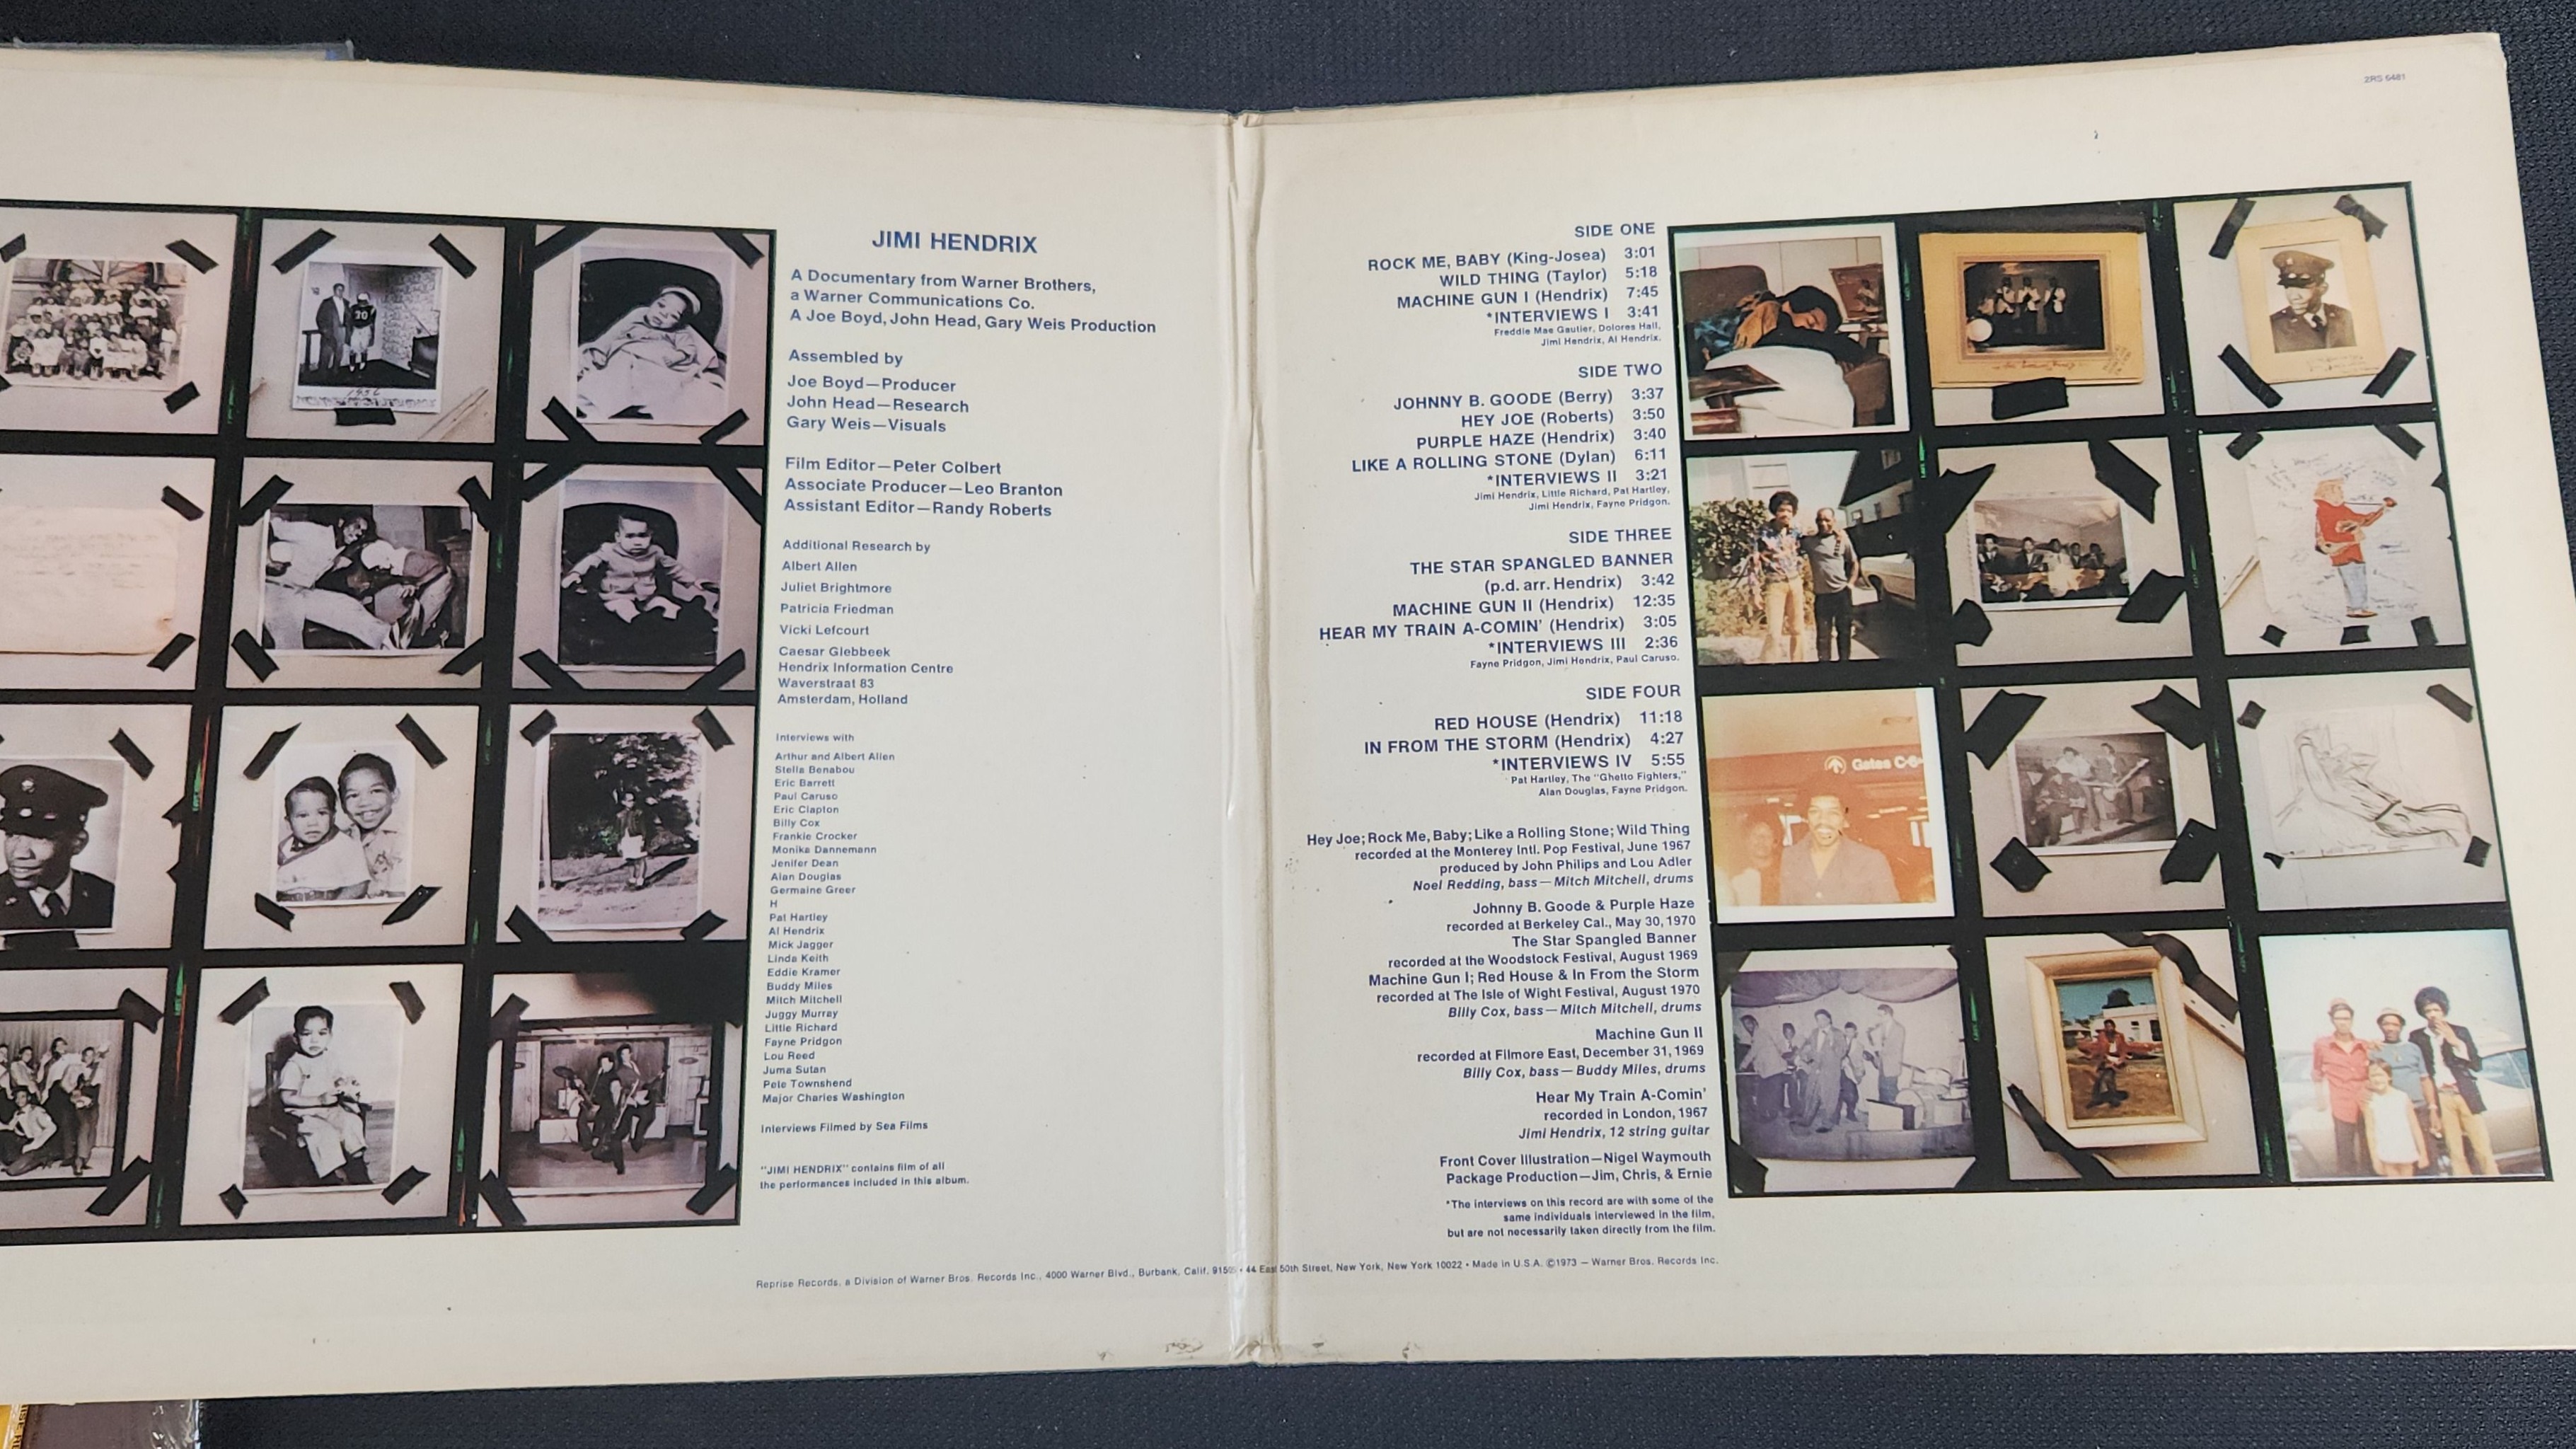 2RS 6481
JIMI HENDRIX
A Documentary from Warner Brothers,
a Warner Communications Co.
A Joe Boyd, John Head, Gary Weis Production
Assembled by
Joe Boyd—Producer
John Head—Research
Gary Weis—Visuals
Film Editor—Peter Colbert
Associate Producer—Leo Branton
Assistant Editor—Randy Roberts
Additional Research by
Albert Allen
Juliet Brightmore
Patricia Friedman
Vicki Lefcourt
Caesar Glebbeek
Hendrix Information Centre
Waverstraat 83
Amsterdam, Holland
Interviews with
Arthur and Albert Allen
Stella Benabou
Eric Barrett
Paul Caruso
Eric Clapton
Billy Cox
Frankie Crocker
Monika Dannemann
Jenifer Dean
Alan Douglas
Germaine Greer
H
Pat Hartley
Al Hendrix
Mick Jagger
Linda Keith
Eddie Kramer
Buddy Miles
Mitch Mitchell
Juggy Murray
Little Richard
Fayne Pridgon
Lou Reed
Juma Sutan
Pete Townshend
Major Charles Washington
Interviews Filmed by Sea Films
"JIMI HENDRIX" contains film of all
the performances included in this album.
SIDE ONE
ROCK ME, BABY (King-Josea) 3:01
WILD THING (Taylor) 5:18
MACHINE GUN I (Hendrix) 7:45
*INTERVIEWS I 3:41
Freddie Mae Gautier, Dolores Hall,
Jimi Hendrix, Al Hendrix.
SIDE TWO
JOHNNY B. GOODE (Berry) 3:37
HEY JOE (Roberts) 3:50
PURPLE HAZE (Hendrix) 3:40
LIKE A ROLLING STONE (Dylan) 6:11
*INTERVIEWS II 3:21
Jimi Hendrix, Little Richard, Pat Hartley,
Jimi Hendrix, Fayne Pridgon.
SIDE THREE
THE STAR SPANGLED BANNER
(p.d. arr. Hendrix) 3:42
MACHINE GUN II (Hendrix) 12:35
HEAR MY TRAIN A-COMIN' (Hendrix) 3:05
*INTERVIEWS III 2:36
Fayne Pridgon, Jimi Hendrix, Paul Caruso.
SIDE FOUR
RED HOUSE (Hendrix) 11:18
IN FROM THE STORM (Hendrix) 4:27
*INTERVIEWS IV 5:55
Pat Hartley, The "Ghetto Fighters,"
Alan Douglas, Fayne Pridgon.
Hey Joe; Rock Me, Baby; Like a Rolling Stone; Wild Thing
recorded at the Monterey Intl. Pop Festival, June 1967
produced by John Philips and Lou Adler
Noel Redding, bass—Mitch Mitchell, drums
Johnny B. Goode & Purple Haze
recorded at Berkeley Cal., May 30, 1970
The Star Spangled Banner
recorded at the Woodstock Festival, August 1969
Machine Gun I; Red House & In From the Storm
recorded at The Isle of Wight Festival, August 1970
Billy Cox, bass—Mitch Mitchell, drums
Machine Gun II
recorded at Filmore East, December 31, 1969
Billy Cox, bass—Buddy Miles, drums
Hear My Train A-Comin'
recorded in London, 1967
Jimi Hendrix, 12 string guitar
Front Cover Illustration—Nigel Waymouth
Package Production—Jim, Chris, & Ernie
*The interviews on this record are with some of the
same individuals interviewed in the film,
but are not necessarily taken directly from the film.
Reprise Records, a Division of Warner Bros. Records Inc., 4000 Warner Blvd., Burbank, Calif. • 44 East 50th Street, New York, New York 10022 • Made in U.S.A. ©1973 — Warner Bros. Records Inc.
1956
20
Gates C-6